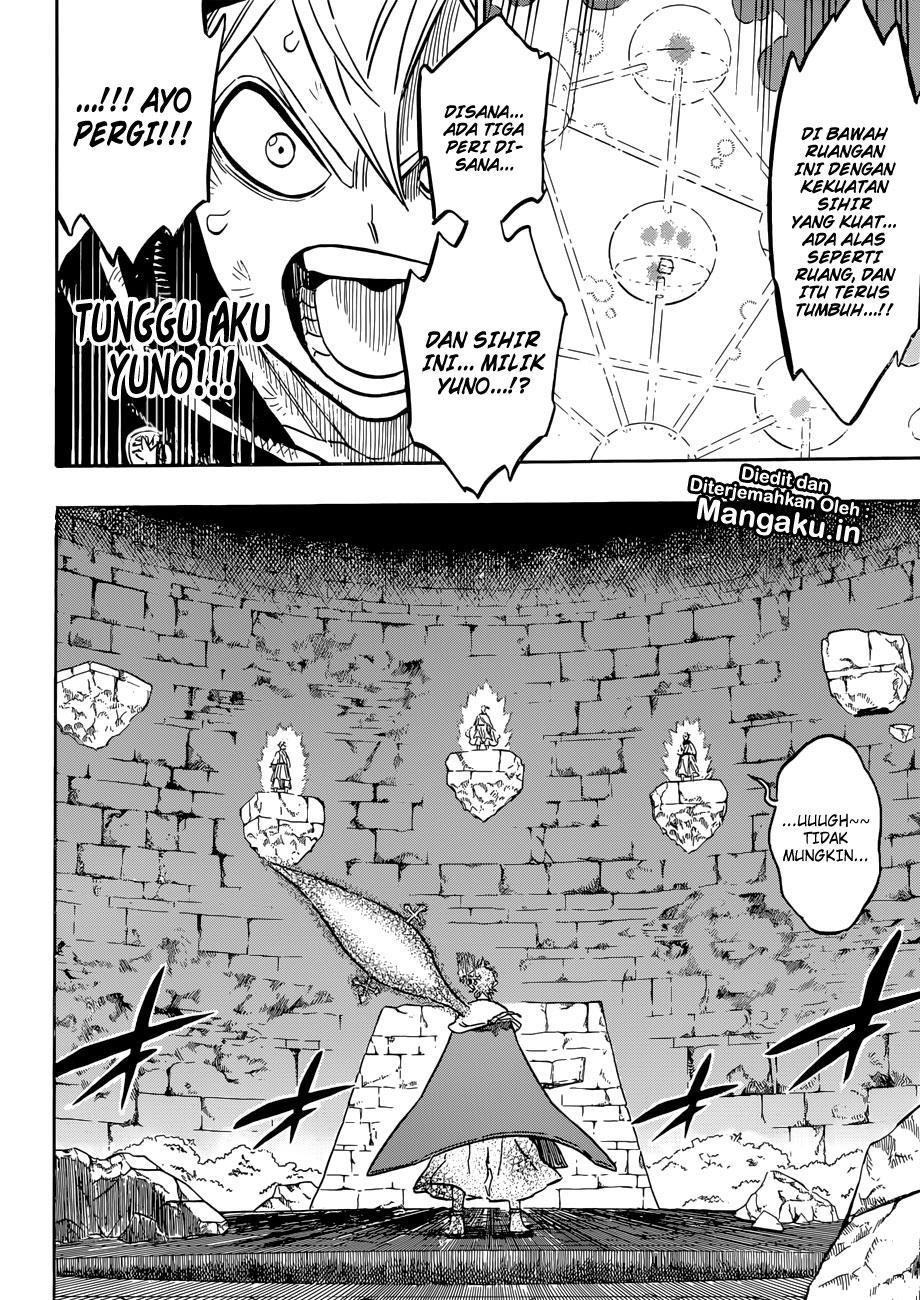 DI BAWAH
RUANGAN
INI DENGAN
KEKUATAN
SIHIR
YANG KUAT...
ADA ALAS
SEPERTI
RUANG, DAN
ITU TERUS
TUMBUH...!!
DISANA...
ADA TIGA
PERI DI-
SANA...
DAN SIHIR
INI... MILIK
YUNO...!?
...!!! AYO
PERGI!!!
TUNGGU AKU
YUNO!!!
Diedit dan
Diterjemahkan Oleh
Mangaku.in
...UUUGH~~
TIDAK
MUNGKIN...